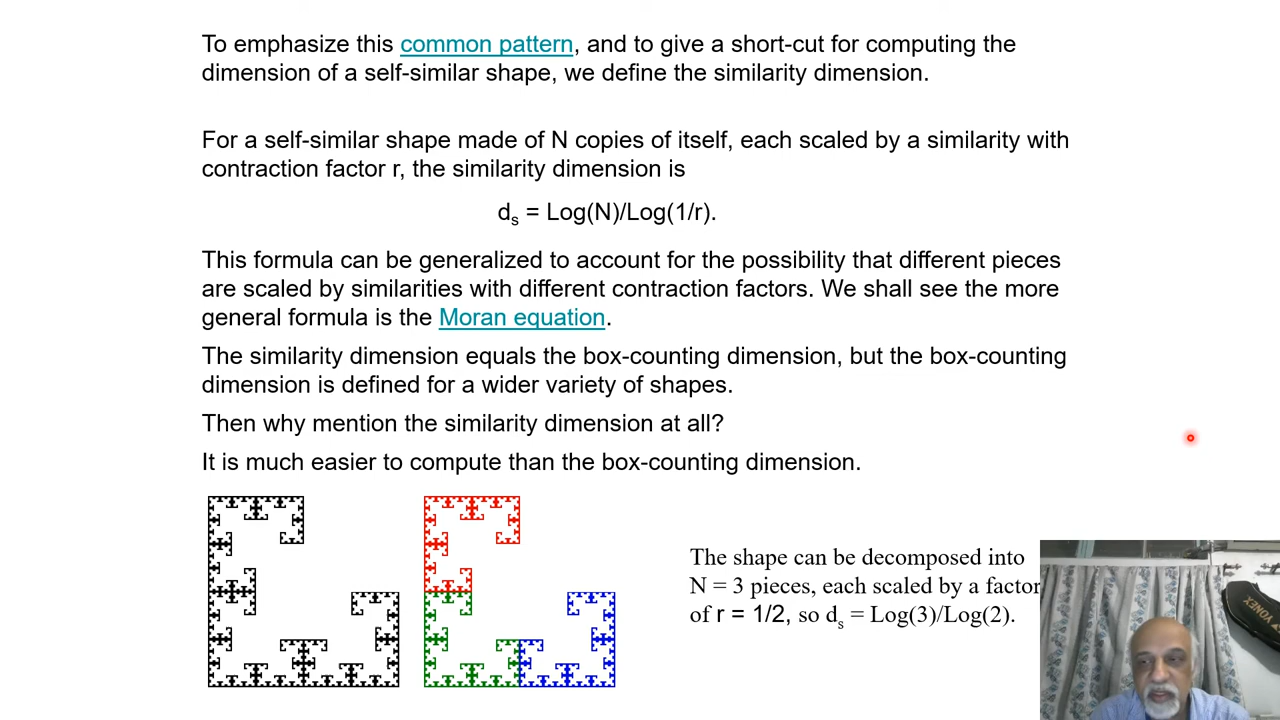 To emphasize this common pattern, and to give a short-cut for computing the
dimension of a self-similar shape, we define the similarity dimension.
For a self-similar shape made of N copies of itself, each scaled by a similarity with
contraction factor r, the similarity dimension is
ds = Log(N)/Log(1/r).
This formula can be generalized to account for the possibility that different pieces
are scaled by similarities with different contraction factors. We shall see the more
general formula is the Moran equation.
The similarity dimension equals the box-counting dimension, but the box-counting
dimension is defined for a wider variety of shapes.
Then why mention the similarity dimension at all?
It is much easier to compute than the box-counting dimension.
The shape can be decomposed into
N = 3 pieces, each scaled by a factor
of r = 1/2, so ds = Log(3)/Log(2).
YONEX